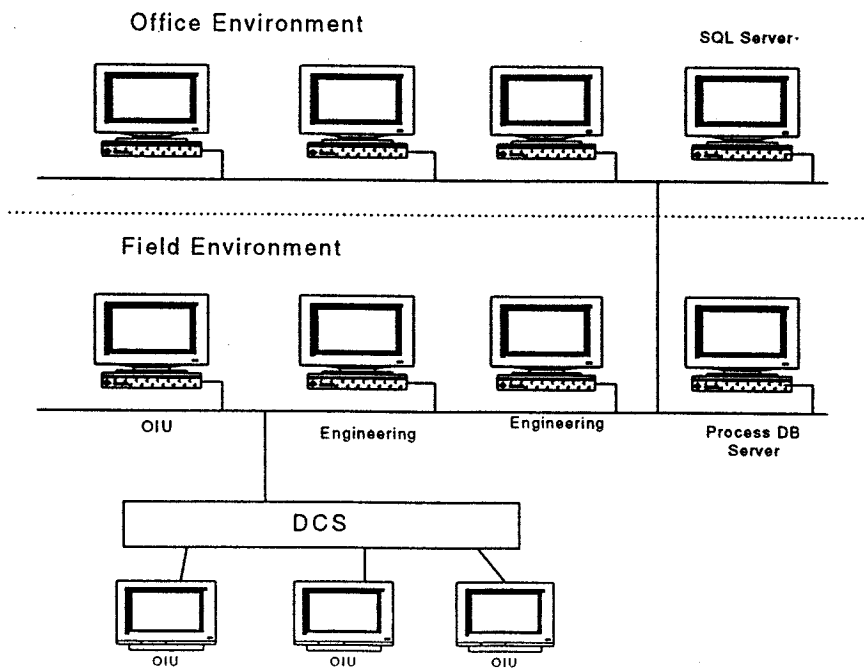 Office Environment
SQL Server
Field Environment
OIU
Engineering
Engineering
Process DB
Server
DCS
OIU
OIU
OIU